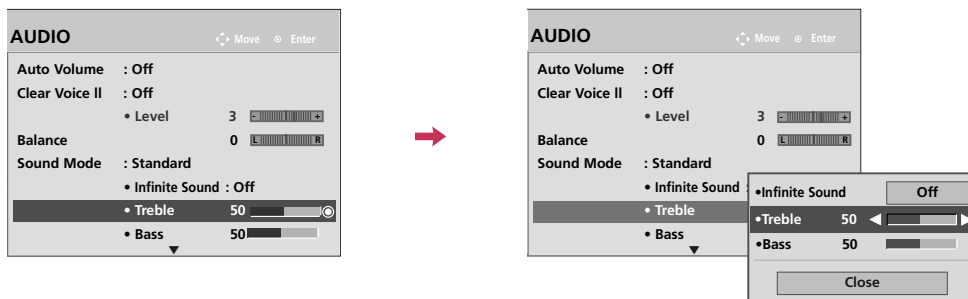 AUDIO
Move Enter
Auto Volume : Off
Clear Voice II : Off
• Level 3 - +
Balance 0 L R
Sound Mode : Standard
• Infinite Sound : Off
• Treble 50
• Bass 50
AUDIO
Move Enter
Auto Volume : Off
Clear Voice II : Off
• Level 3 - +
Balance 0 L R
Sound Mode : Standard
• Infinite Sound :
• Treble
• Bass
•Infinite Sound Off
•Treble 50
•Bass 50
Close